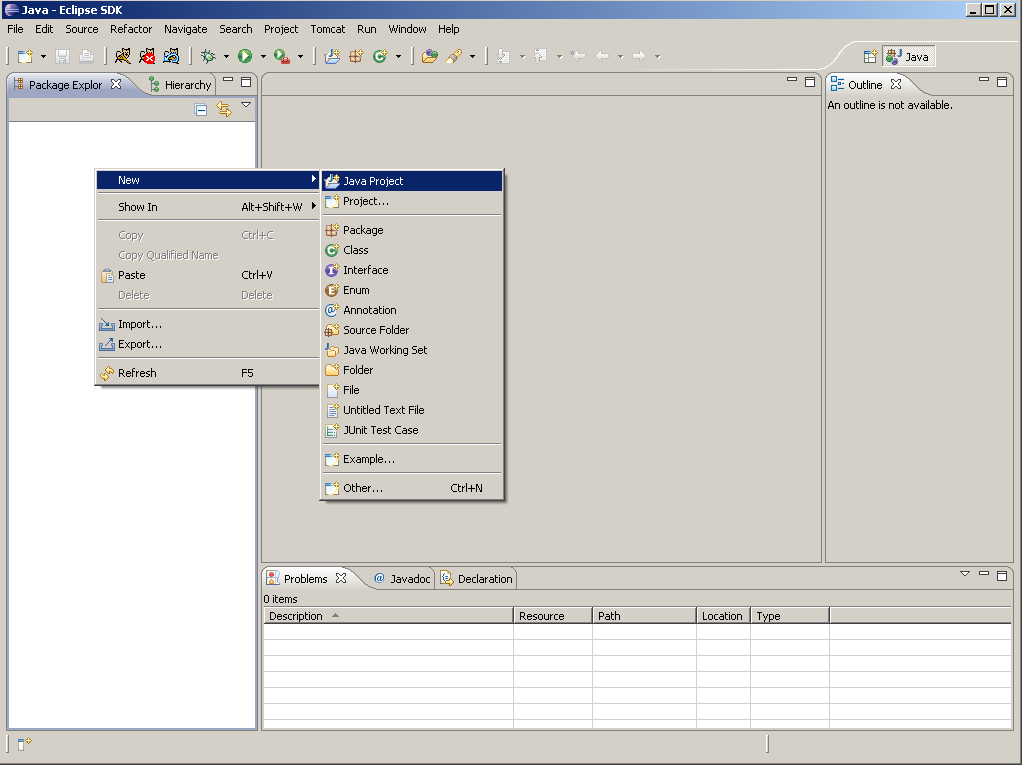 Java - Eclipse SDK
File Edit Source Refactor Navigate Search Project Tomcat Run Window Help
Java
Package Explor Hierarchy
Outline
An outline is not available.
New
Show In Alt+Shift+W
Copy Ctrl+C
Copy Qualified Name
Paste Ctrl+V
Delete Delete
Import...
Export...
Refresh F5
Java Project
Project...
Package
Class
Interface
Enum
Annotation
Source Folder
Java Working Set
Folder
File
Untitled Text File
JUnit Test Case
Example...
Other... Ctrl+N
Problems Javadoc Declaration
0 items
Description Resource Path Location Type